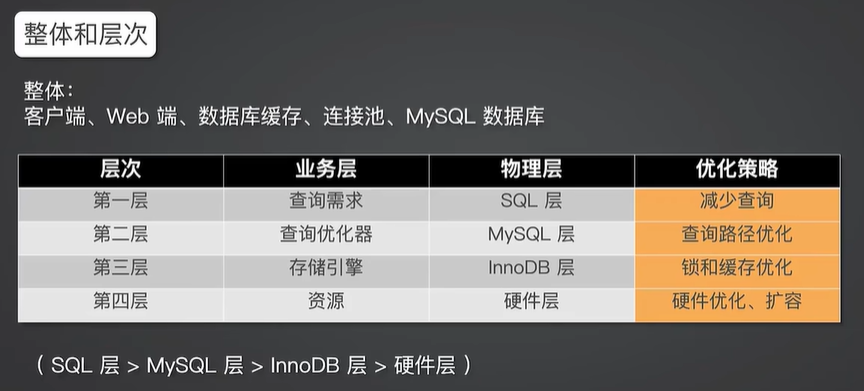 整体和层次
整体：
客户端、Web 端、数据库缓存、连接池、MySQL 数据库
层次 业务层 物理层 优化策略
第一层 查询需求 SQL 层 减少查询
第二层 查询优化器 MySQL 层 查询路径优化
第三层 存储引擎 InnoDB 层 锁和缓存优化
第四层 资源 硬件层 硬件优化、扩容
（ SQL 层 > MySQL 层 > InnoDB 层 > 硬件层 ）